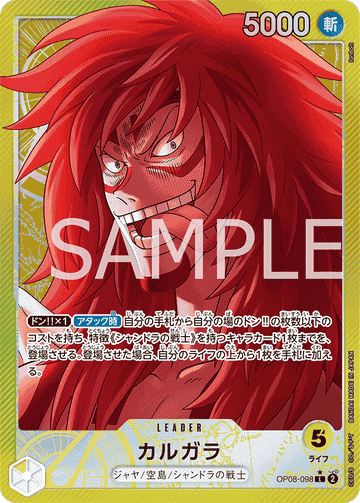 5000
斬
SAMPLE
ドン!!×1 アタック時 自分の手札から自分の場のドン!!の枚数以下の
コストを持ち、特徴《シャンドラの戦士》を持つキャラカード1枚までを、
登場させる。登場させた場合、自分のライフの上から1枚を手札に加え
る。
LEADER
カルガラ
ジャヤ/空島/シャンドラの戦士
5
ライフ
OP08-098 L
2
BANDAI MADE IN JAPAN